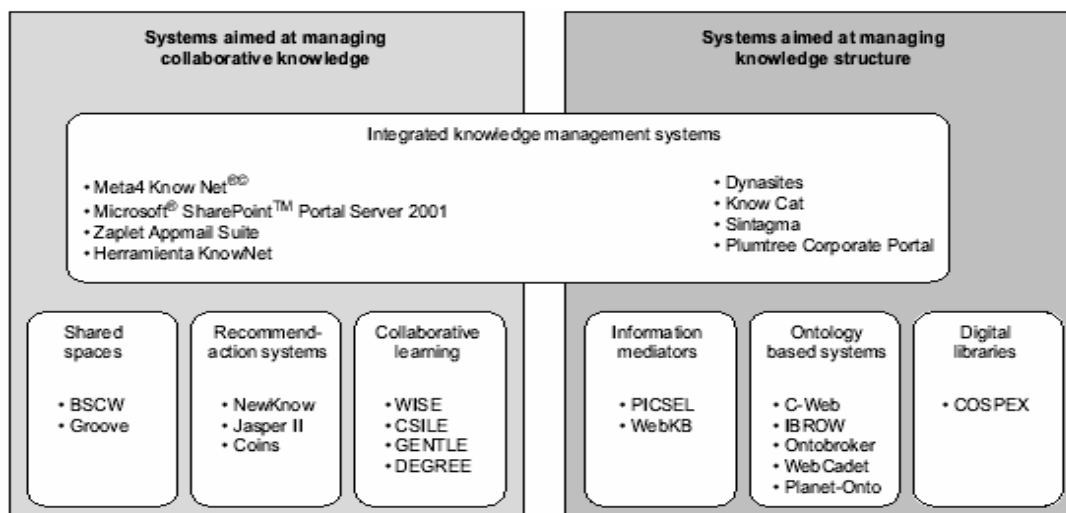 Systems aimed at managing
collaborative knowledge
Systems aimed at managing
knowledge structure
Integrated knowledge management systems
• Meta4 Know Net®©
• Microsoft® SharePoint™ Portal Server 2001
• Zaplet Appmail Suite
• Herramienta KnowNet
• Dynasites
• Know Cat
• Sintagma
• Plumtree Corporate Portal
Shared
spaces
• BSCW
• Groove
Recommend-
action systems
• NewKnow
• Jasper II
• Coins
Collaborative
learning
• WISE
• CSILE
• GENTLE
• DEGREE
Information
mediators
• PICSEL
• WebKB
Ontology
based systems
• C-Web
• IBROW
• Ontobroker
• WebCadet
• Planet-Onto
Digital
libraries
• COSPEX